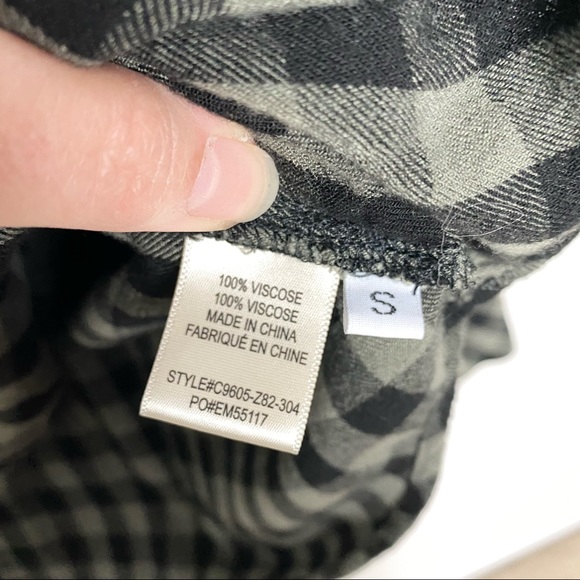 100% VISCOSE
100% VISCOSE
MADE IN CHINA
FABRIQUÉ EN CHINE
STYLE#C9605-Z82-304
PO#EM55117
S